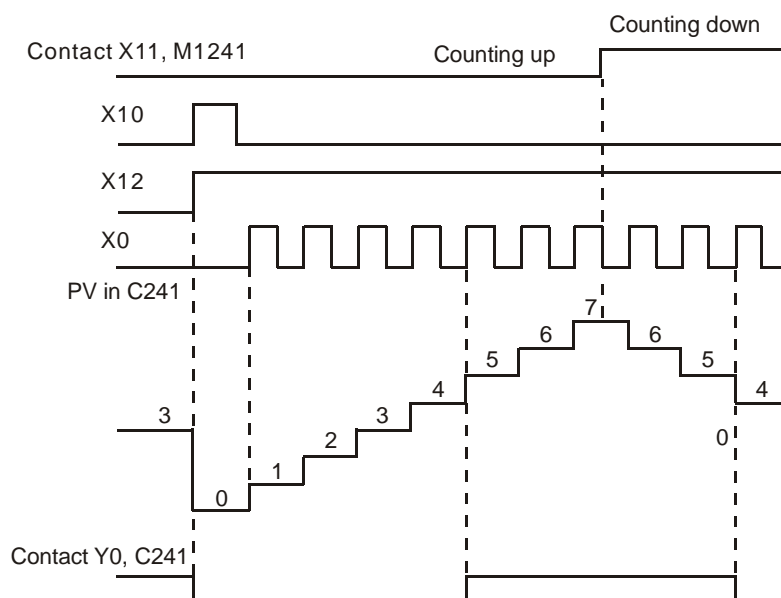 Counting down
Contact X11, M1241
Counting up
X10
X12
X0
PV in C241
7
6
6
5
5
4
4
3
3
0
2
1
0
Contact Y0, C241